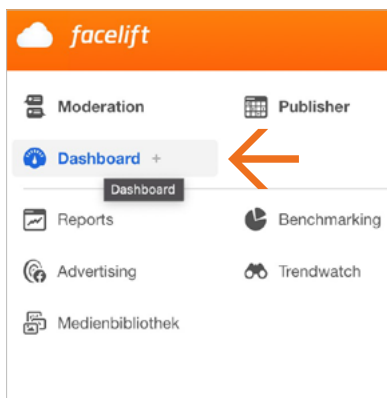 facelift
Moderation
Publisher
Dashboard +
Dashboard
Reports
Benchmarking
Advertising
Trendwatch
Medienbibliothek